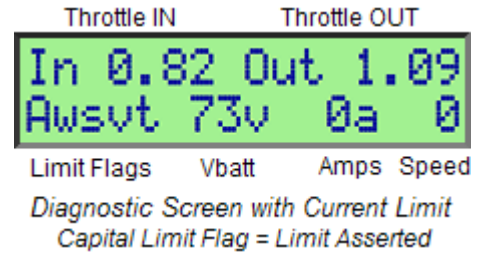 Throttle IN Throttle OUT
In 0.82 Out 1.09
Awsvt 73v 0a 0
Limit Flags Vbatt Amps Speed
Diagnostic Screen with Current Limit
Capital Limit Flag = Limit Asserted